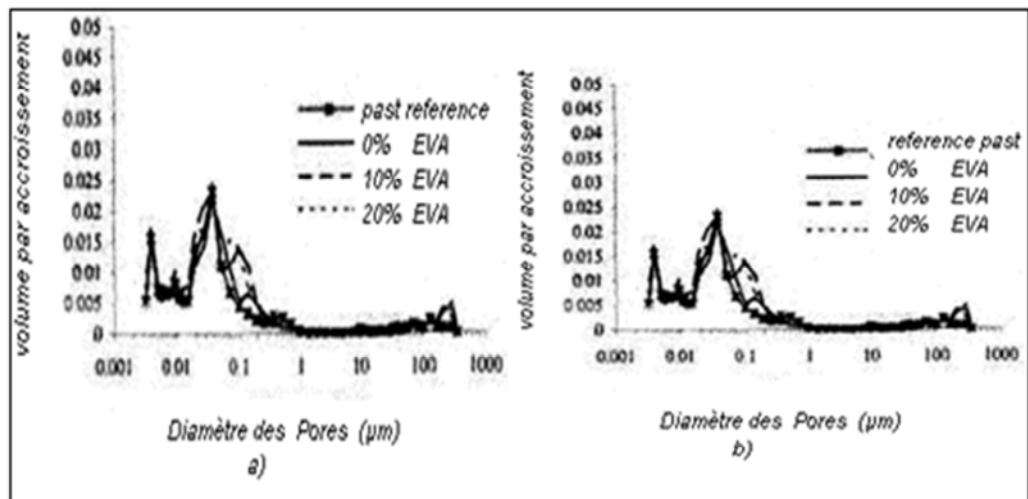 volume par accroissement
0.05
0.045
0.04
0.035
0.03
0.025
0.02
0.015
0.01
0.005
0
0.001
0.01
0.1
1
10
100
1000
past reference
0% EVA
10% EVA
20% EVA
Diamètre des Pores (µm)
a)
volume par accroissement
0.05
0.045
0.04
0.035
0.03
0.025
0.02
0.015
0.01
0.005
0
0.001
0.01
0.1
1
10
100
1000
reference past
0% EVA
10% EVA
20% EVA
Diamètre des Pores (µm)
b)